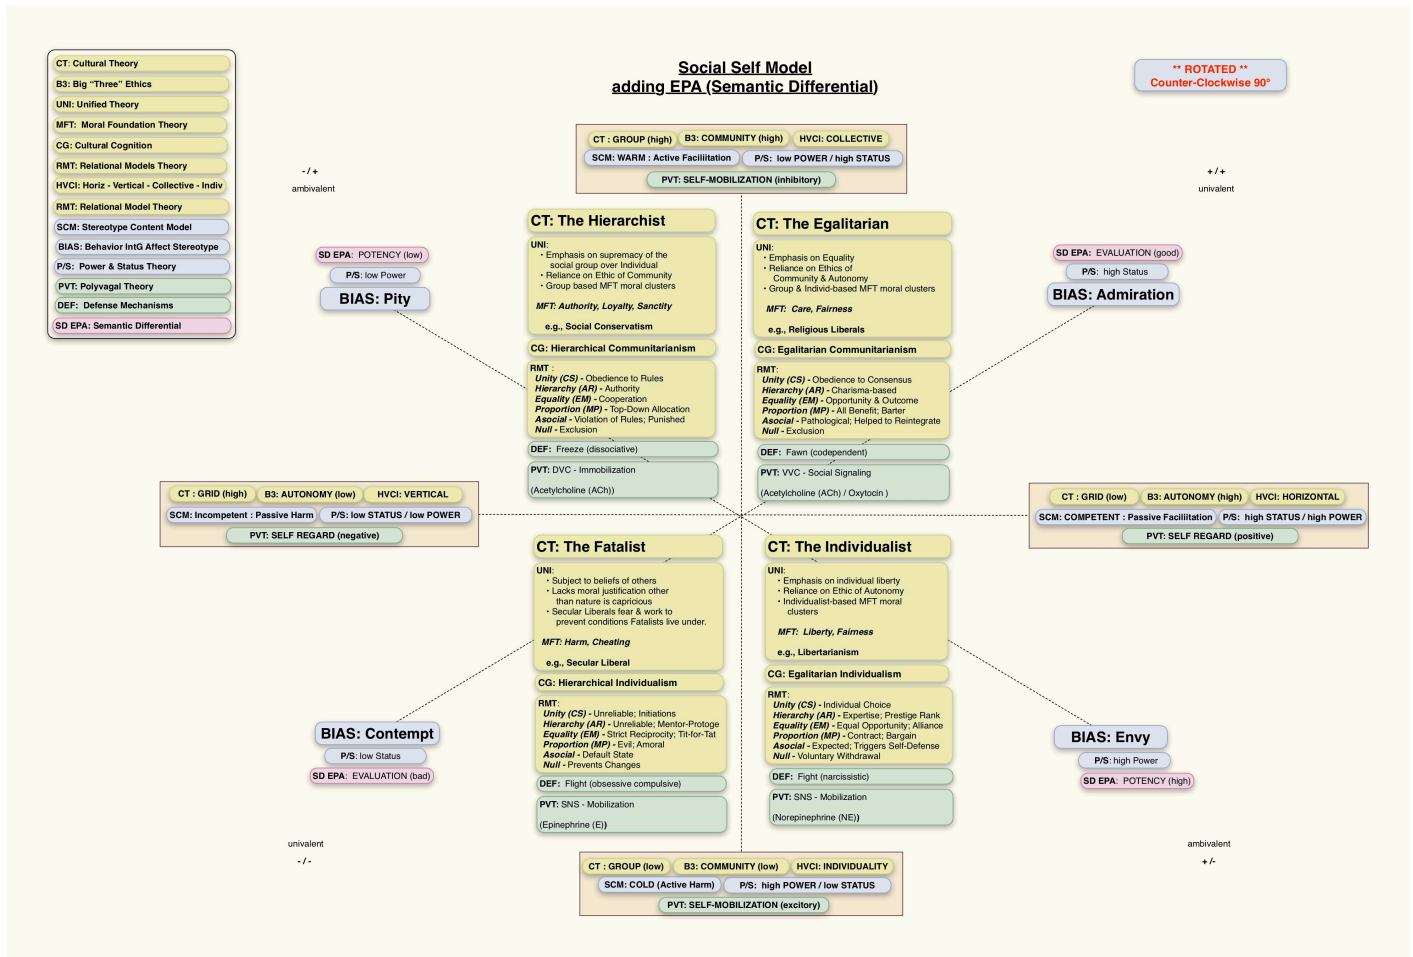 Social Self Model
adding EPA (Semantic Differential)
** ROTATED **
Counter-Clockwise 90°
CT: Cultural Theory
B3: Big “Three” Ethics
UNI: Unified Theory
MFT:  Moral Foundation Theory
CG: Cultural Cognition
RMT: Relational Models Theory
HVCI: Horiz - Vertical - Collective - Indiv
RMT: Relational Model Theory
SCM: Stereotype Content Model
BIAS: Behavior IntG Affect Stereotype
P/S:  Power & Status Theory
PVT: Polyvagal Theory
DEF:  Defense Mechanisms
SD EPA: Semantic Differential
CT : GROUP (high)
B3: COMMUNITY (high)
HVCI: COLLECTIVE
SCM: WARM : Active Faciliitation
P/S:  low POWER / high STATUS
PVT: SELF-MOBILIZATION (inhibitory)
- / +
ambivalent
+ / +
univalent
SD EPA:  POTENCY (low)
P/S: low Power
BIAS: Pity
SD EPA:  EVALUATION (good)
P/S:  high Status
BIAS: Admiration
CT: The Hierarchist
UNI:
• Emphasis on supremacy of the
social group over Individual
• Reliance on Ethic of Community
• Group based MFT moral clusters
MFT: Authority, Loyalty, Sanctity
e.g., Social Conservatism
CG: Hierarchical Communitarianism
RMT :
Unity (CS) - Obedience to Rules
Hierarchy (AR) - Authority
Equality (EM) - Cooperation
Proportion (MP) - Top-Down Allocation
Asocial - Violation of Rules; Punished
Null - Exclusion
DEF:  Freeze (dissociative)
PVT: DVC - Immobilization
(Acetylcholine (ACh))
CT: The Egalitarian
UNI:
• Emphasis on Equality
• Reliance on Ethics of
Community & Autonomy
• Group & Individ-based MFT moral clusters
MFT:  Care, Fairness
e.g., Religious Liberals
CG: Egalitarian Communitarianism
RMT:
Unity (CS) - Obedience to Consensus
Hierarchy (AR) - Charisma-based
Equality (EM) - Opportunity & Outcome
Proportion (MP) - All Benefit; Barter
Asocial - Pathological; Helped to Reintegrate
Null - Exclusion
DEF:  Fawn (codependent)
PVT: VVC - Social Signaling
(Acetylcholine (ACh) / Oxytocin )
CT : GRID (high)
B3: AUTONOMY (low)
HVCI: VERTICAL
SCM: Incompetent : Passive Harm
P/S: low STATUS / low POWER
PVT: SELF REGARD (negative)
CT : GRID (low)
B3: AUTONOMY (high)
HVCI: HORIZONTAL
SCM: COMPETENT : Passive Faciliitation
P/S:  high STATUS / high POWER
PVT: SELF REGARD (positive)
CT: The Fatalist
UNI:
• Subject to beliefs of others
• Lacks moral justification other
than nature is capricious
• Secular Liberals fear & work to
prevent conditions Fatalists live under.
MFT: Harm, Cheating
e.g., Secular Liberal
CG: Hierarchical Individualism
RMT:
Unity (CS) - Unreliable; Initiations
Hierarchy (AR) - Unreliable; Mentor-Protoge
Equality (EM) - Strict Reciprocity; Tit-for-Tat
Proportion (MP) - Evil; Amoral
Asocial - Default State
Null - Prevents Changes
DEF:  Flight (obsessive compulsive)
PVT: SNS - Mobilization
(Epinephrine (E))
CT: The Individualist
UNI:
• Emphasis on individual liberty
• Reliance on Ethic of Autonomy
• Individualist-based MFT moral
clusters
MFT:  Liberty, Fairness
e.g., Libertarianism
CG: Egalitarian Individualism
RMT:
Unity (CS) - Individual Choice
Hierarchy (AR) - Expertise; Prestige Rank
Equality (EM) - Equal Opportunity; Alliance
Proportion (MP) - Contract; Bargain
Asocial - Expected; Triggers Self-Defense
Null - Voluntary Withdrawal
DEF:  Fight (narcissistic)
PVT: SNS - Mobilization
(Norepinephrine (NE))
BIAS: Contempt
P/S: low Status
SD EPA:  EVALUATION (bad)
BIAS: Envy
P/S: high Power
SD EPA:  POTENCY (high)
univalent
- / -
ambivalent
+ /-
CT : GROUP (low)
B3: COMMUNITY (low)
HVCI: INDIVIDUALITY
SCM: COLD (Active Harm)
P/S:  high POWER / low STATUS
PVT: SELF-MOBILIZATION (excitory)